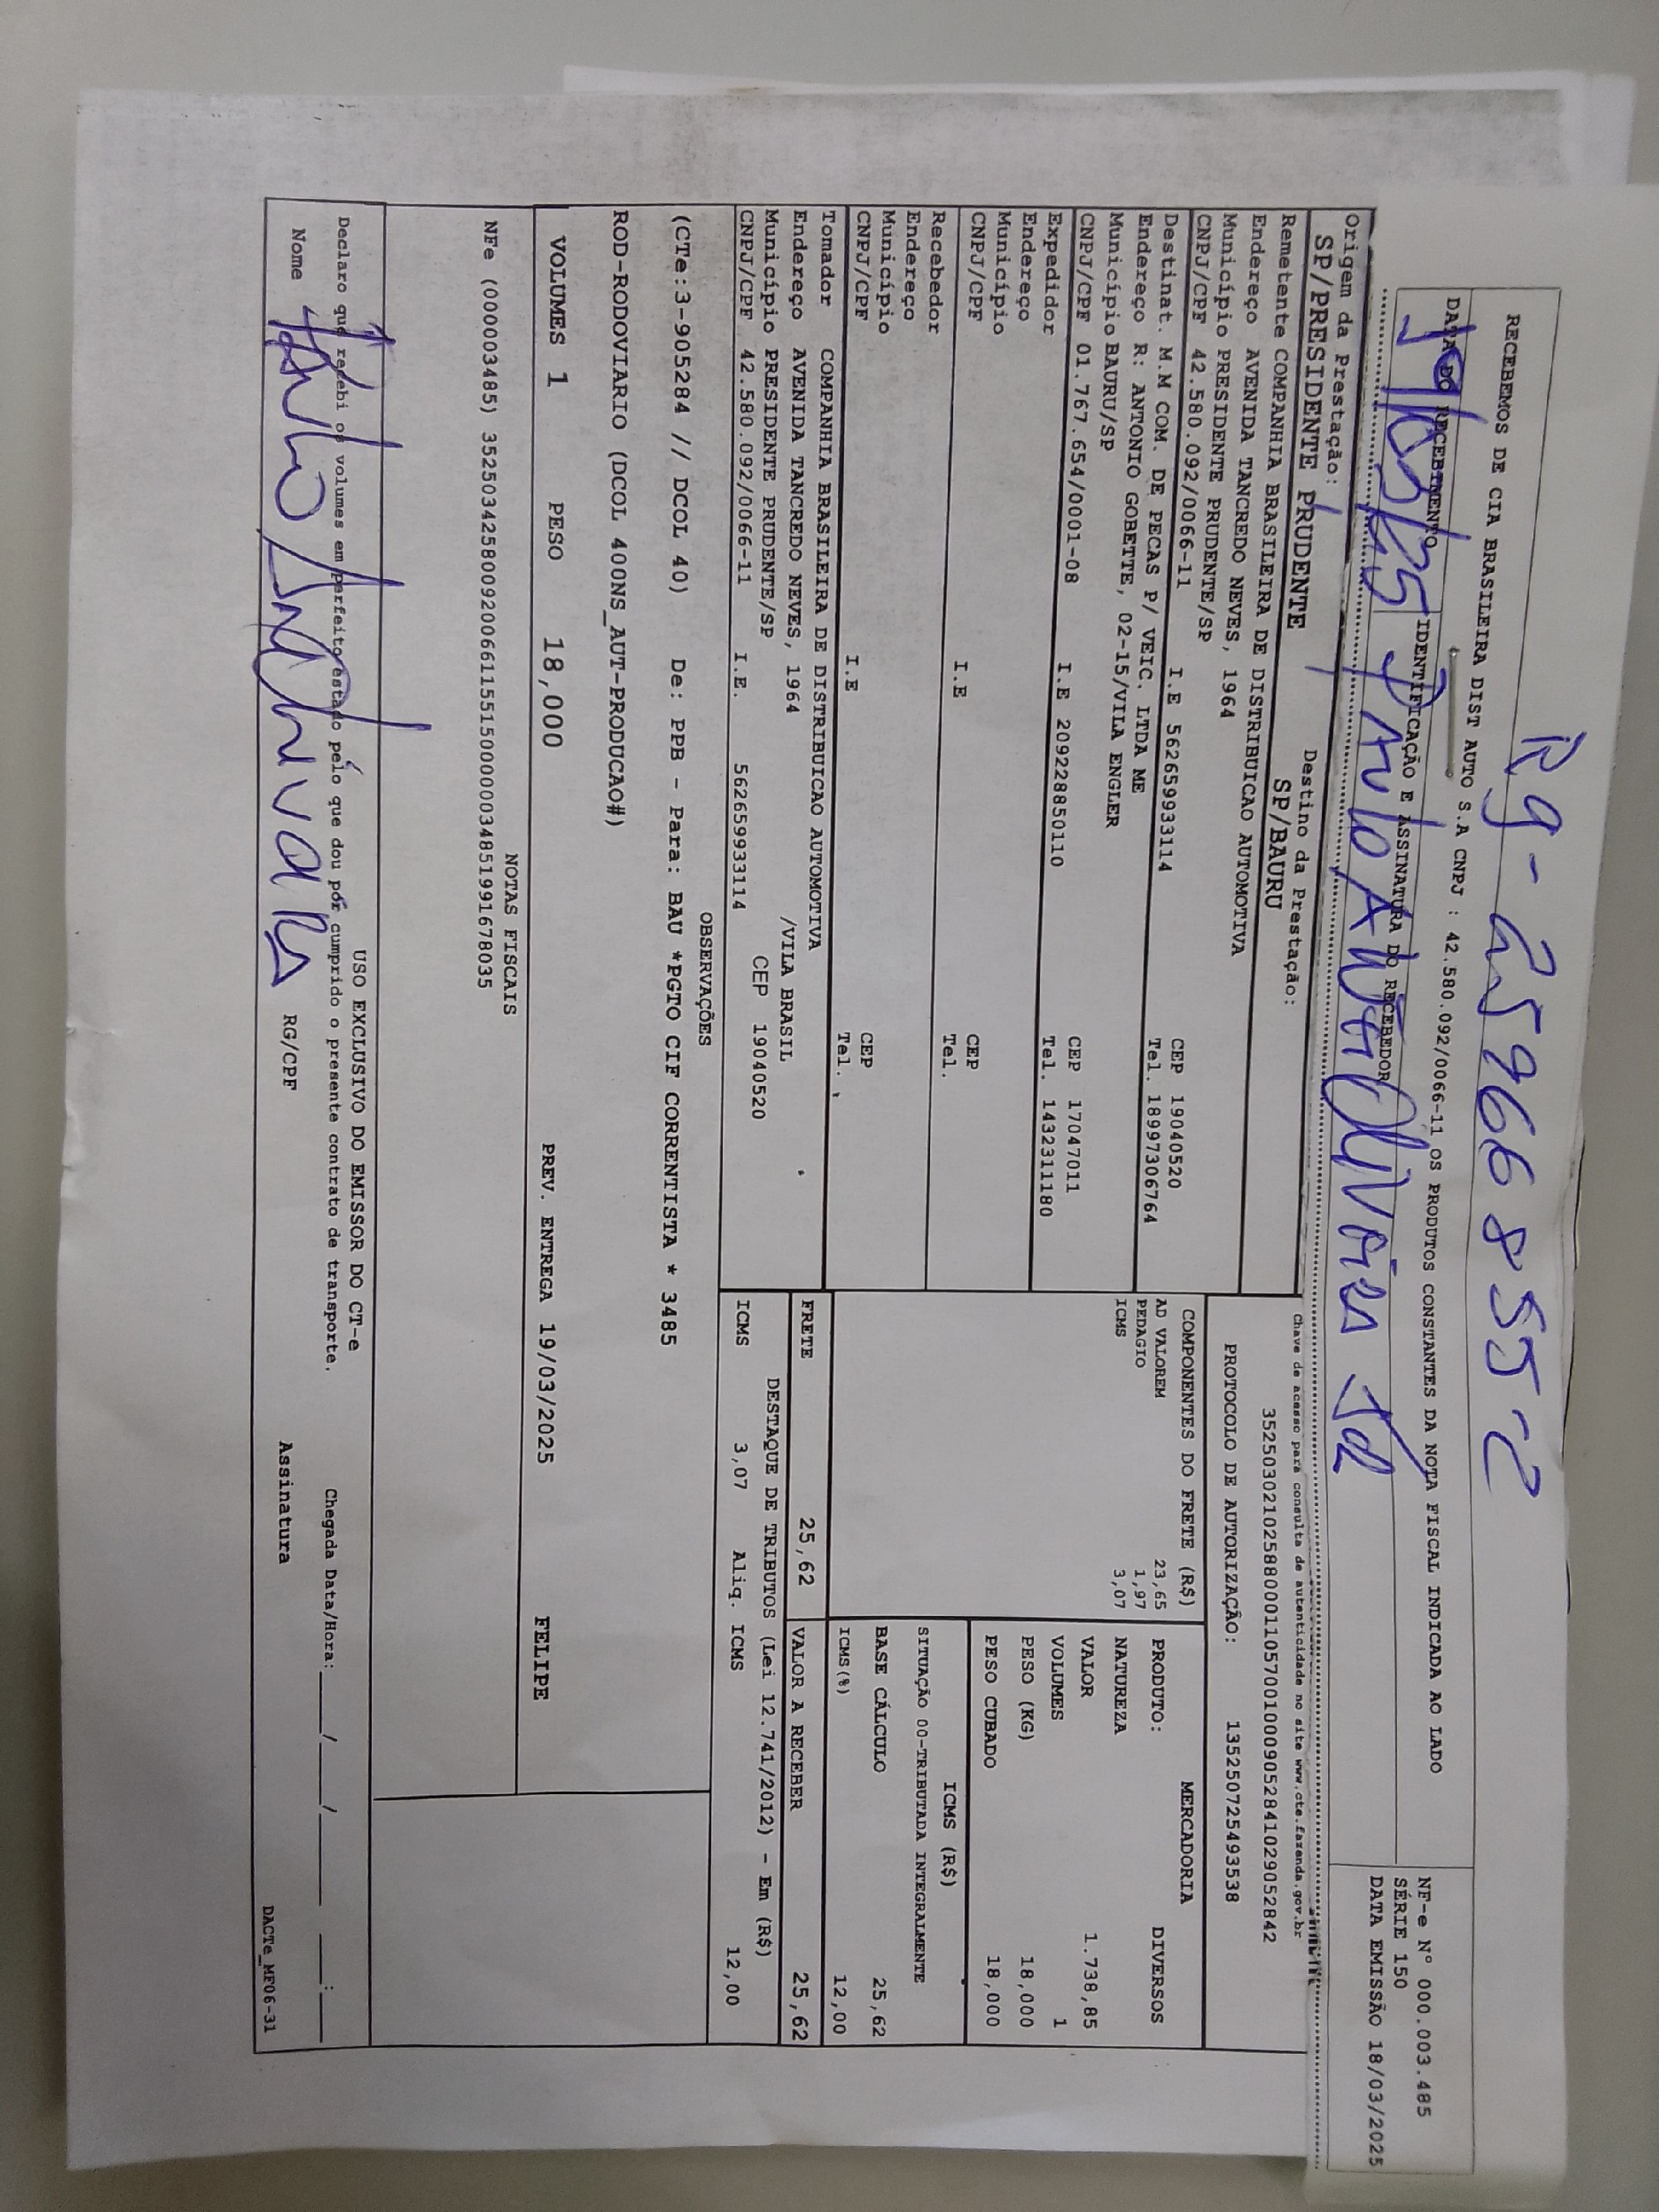 Rg - 25966855-2
RECEBEMOS DE CIA BRASILEIRA DIST AUTO S.A CNPJ : 42.580.092/0066-11 OS PRODUTOS CONSTANTES DA NOTA FISCAL INDICADA AO LADO
NF-e Nº 000.003.485
SÉRIE 150
DATA EMISSÃO 18/03/2025
DATA DO RECEBIMENTO IDENTIFICAÇÃO E ASSINATURA DO RECEBEDOR
19/03/25 Paulo A Oliveira
Origem da Prestação: Destino da Prestação:
SP/PRESIDENTE PRUDENTE SP/BAURU
Chave de acesso para consulta de autenticidade no site www.cte.fazenda.gov.br
35250302102588000110570010009052841029052842
PROTOCOLO DE AUTORIZAÇÃO: 135250725493538
Remetente COMPANHIA BRASILEIRA DE DISTRIBUICAO AUTOMOTIVA
Endereço AVENIDA TANCREDO NEVES, 1964
Município PRESIDENTE PRUDENTE/SP CEP 19040520
CNPJ/CPF 42.580.092/0066-11 I.E 562659933114 Tel. 18997306764
Destinat. M.M COM. DE PECAS P/ VEIC. LTDA ME
Endereço R: ANTONIO GOBETTE, 02-15/VILA ENGLER
Município BAURU/SP CEP 17047011
CNPJ/CPF 01.767.654/0001-08 I.E 209228850110 Tel. 1432311180
Expedidor
Endereço
Município CEP
CNPJ/CPF I.E Tel.
Recebedor
Endereço
Município CEP
CNPJ/CPF I.E Tel.
Tomador COMPANHIA BRASILEIRA DE DISTRIBUICAO AUTOMOTIVA
Endereço AVENIDA TANCREDO NEVES, 1964 /VILA BRASIL
Município PRESIDENTE PRUDENTE/SP CEP 19040520
CNPJ/CPF 42.580.092/0066-11 I.E. 562659933114
COMPONENTES DO FRETE (R$)
AD VALOREM 23,65
PEDAGIO 1,97
ICMS 3,07
MERCADORIA
PRODUTO: DIVERSOS
NATUREZA
VALOR 1.738,85
VOLUMES 1
PESO (KG) 18,000
PESO CUBADO 18,000
ICMS (R$)
SITUAÇÃO 00-TRIBUTADA INTEGRALMENTE
BASE CÁLCULO 25,62
ICMS(%) 12,00
FRETE 25,62 VALOR A RECEBER 25,62
DESTAQUE DE TRIBUTOS (Lei 12.741/2012) - Em (R$)
ICMS 3,07 Aliq. ICMS 12,00
OBSERVAÇÕES
(CTe:3-905284 // DCOL 40) De: PPB - Para: BAU *PGTO CIF CORRENTISTA * 3485
ROD-RODOVIARIO (DCOL 400NS_AUT-PRODUCAO#)
VOLUMES 1 PESO 18,000 PREV. ENTREGA 19/03/2025 FELIPE
NOTAS FISCAIS
NFe (000003485) 35250342580092006611551500000034851991678035
USO EXCLUSIVO DO EMISSOR DO CT-e
Declaro que recebi os volumes em perfeito estado pelo que dou por cumprido o presente contrato de transporte. Chegada Data/Hora:____/____/____ ___:___
Nome Paulo A Oliveira RG/CPF Assinatura
DACTe_MF06-31